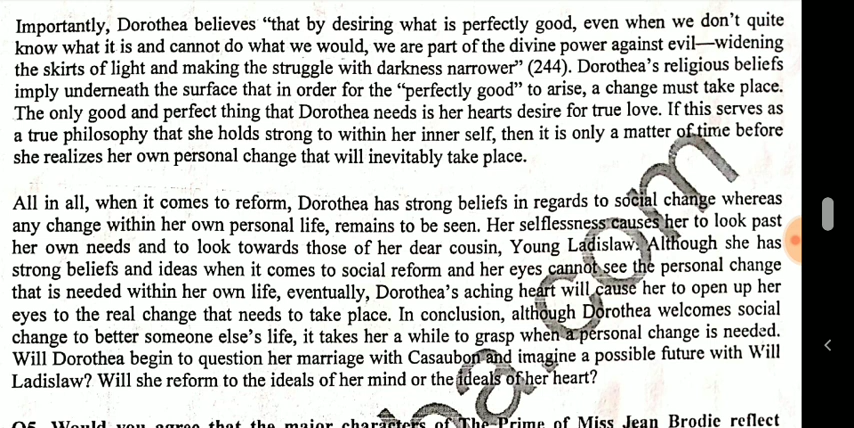 Importantly, Dorothea believes “that by desiring what is perfectly good, even when we don’t quite
know what it is and cannot do what we would, we are part of the divine power against evil—widening
the skirts of light and making the struggle with darkness narrower” (244). Dorothea’s religious beliefs
imply underneath the surface that in order for the “perfectly good” to arise, a change must take place.
The only good and perfect thing that Dorothea needs is her hearts desire for true love. If this serves as
a true philosophy that she holds strong to within her inner self, then it is only a matter of time before
she realizes her own personal change that will inevitably take place.
All in all, when it comes to reform, Dorothea has strong beliefs in regards to social change whereas
any change within her own personal life, remains to be seen. Her selflessness causes her to look past
her own needs and to look towards those of her dear cousin, Young Ladislaw. Although she has
strong beliefs and ideas when it comes to social reform and her eyes cannot see the personal change
that is needed within her own life, eventually, Dorothea’s aching heart will cause her to open up her
eyes to the real change that needs to take place. In conclusion, although Dorothea welcomes social
change to better someone else’s life, it takes her a while to grasp when a personal change is needed.
Will Dorothea begin to question her marriage with Casaubon and imagine a possible future with Will
Ladislaw? Will she reform to the ideals of her mind or the ideals of her heart?
Q5. Would you agree that the major characters of The Prime of Miss Jean Brodie reflect